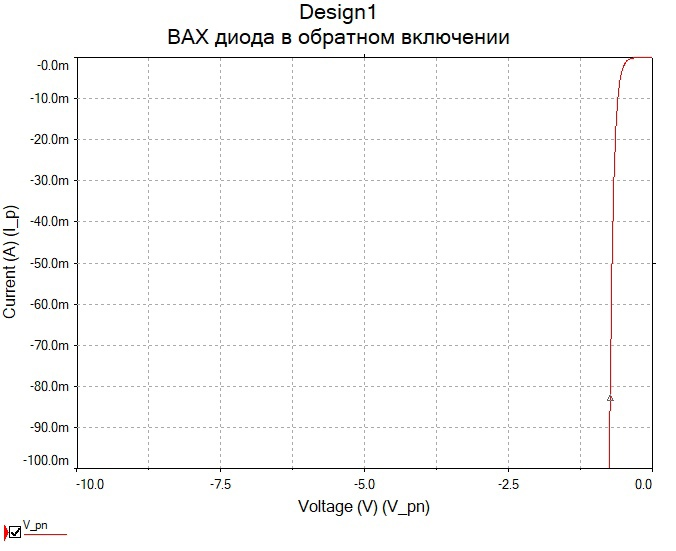 Design1
ВАХ диода в обратном включении
-0.0m
-10.0m
-20.0m
-30.0m
-40.0m
-50.0m
-60.0m
-70.0m
-80.0m
-90.0m
-100.0m
Current (A) (I_p)
-10.0 -7.5 -5.0 -2.5 0.0
Voltage (V) (V_pn)
V_pn